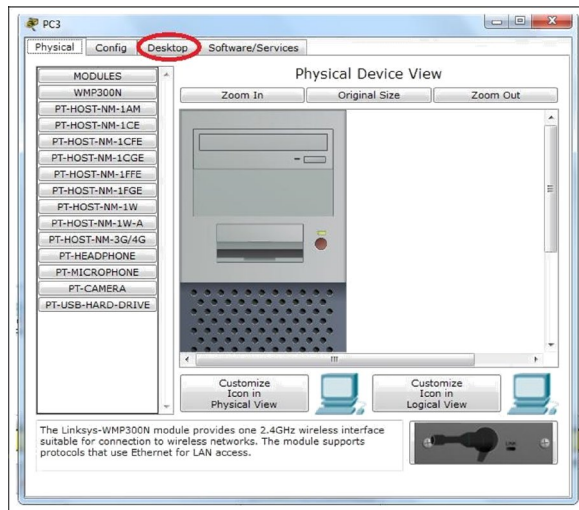 PC3
Physical Config Desktop Software/Services
MODULES
WMP300N
PT-HOST-NM-1AM
PT-HOST-NM-1CE
PT-HOST-NM-1CFE
PT-HOST-NM-1CGE
PT-HOST-NM-1FFE
PT-HOST-NM-1FGE
PT-HOST-NM-1W
PT-HOST-NM-1W-A
PT-HOST-NM-3G/4G
PT-HEADPHONE
PT-MICROPHONE
PT-CAMERA
PT-USB-HARD-DRIVE
Physical Device View
Zoom In Original Size Zoom Out
Customize
Icon in
Physical View
Customize
Icon in
Logical View
The Linksys-WMP300N module provides one 2.4GHz wireless interface
suitable for connection to wireless networks. The module supports
protocols that use Ethernet for LAN access.